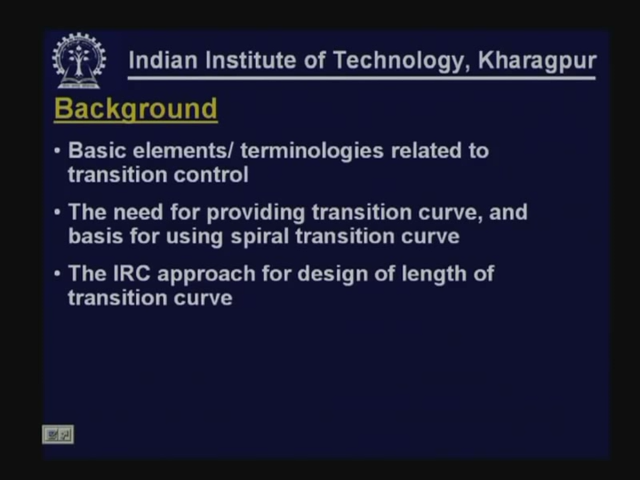 Indian Institute of Technology, Kharagpur
Background
• Basic elements/ terminologies related to
transition control
• The need for providing transition curve, and
basis for using spiral transition curve
• The IRC approach for design of length of
transition curve